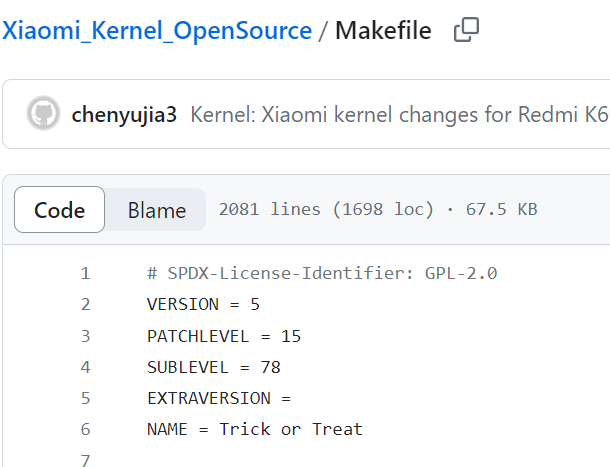 Xiaomi_Kernel_OpenSource / Makefile
chenyujia3 Kernel: Xiaomi kernel changes for Redmi K6
Code Blame 2081 lines (1698 loc) · 67.5 KB
1 # SPDX-License-Identifier: GPL-2.0
2 VERSION = 5
3 PATCHLEVEL = 15
4 SUBLEVEL = 78
5 EXTRAVERSION =
6 NAME = Trick or Treat
7